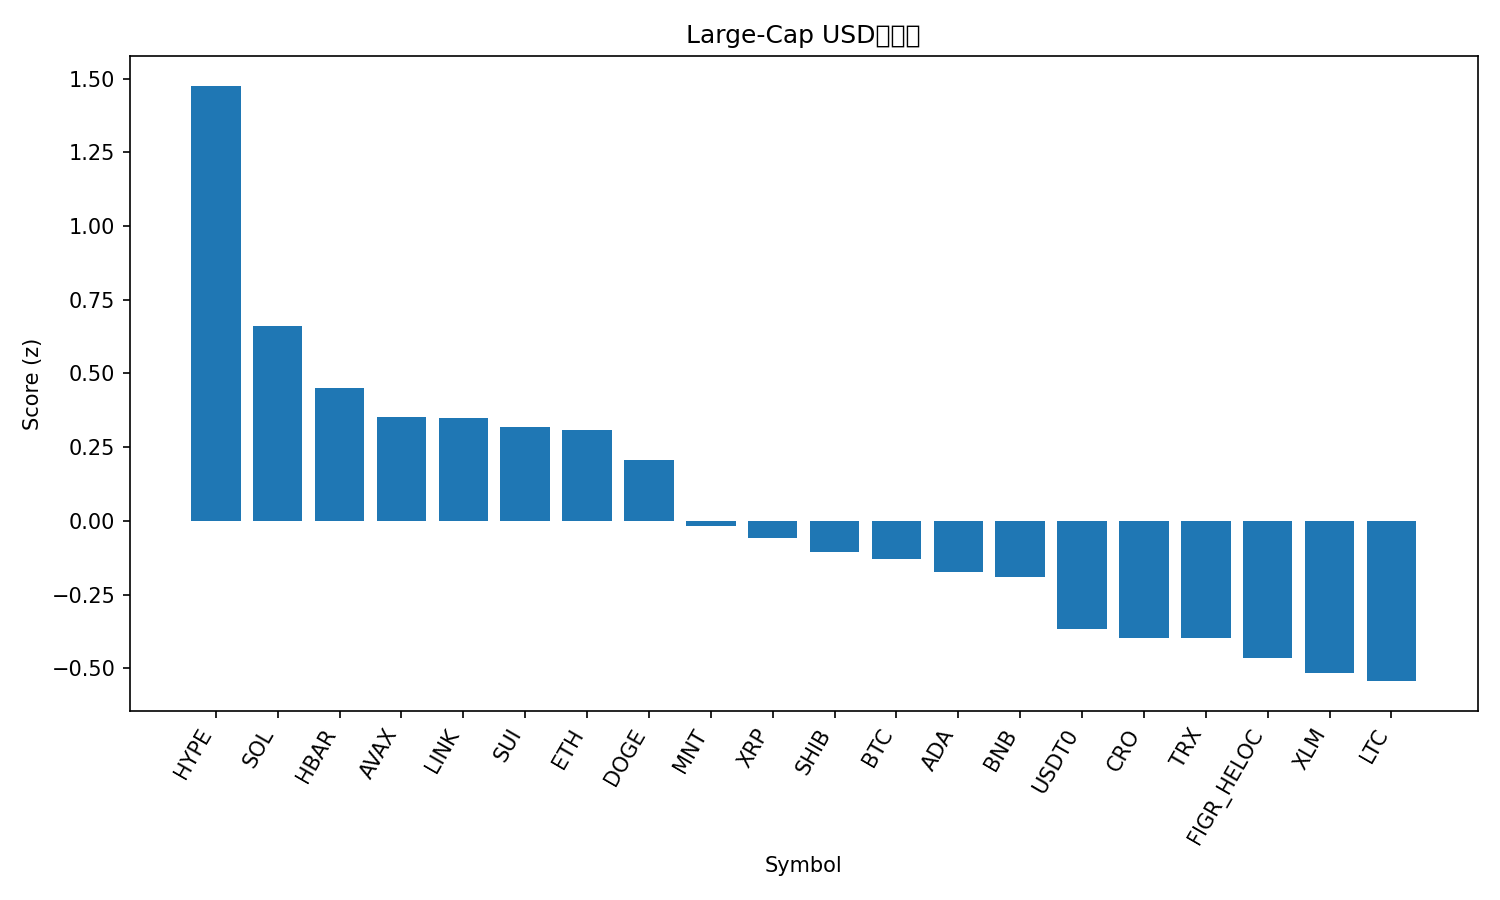 Large-Cap USD
1.50
1.25
1.00
0.75
0.50
0.25
0.00
−0.25
−0.50
Score (z)
HYPE
SOL
HBAR
AVAX
LINK
SUI
ETH
DOGE
MNT
XRP
SHIB
BTC
ADA
BNB
USDT0
CRO
TRX
FIGR_HELOC
XLM
LTC
Symbol